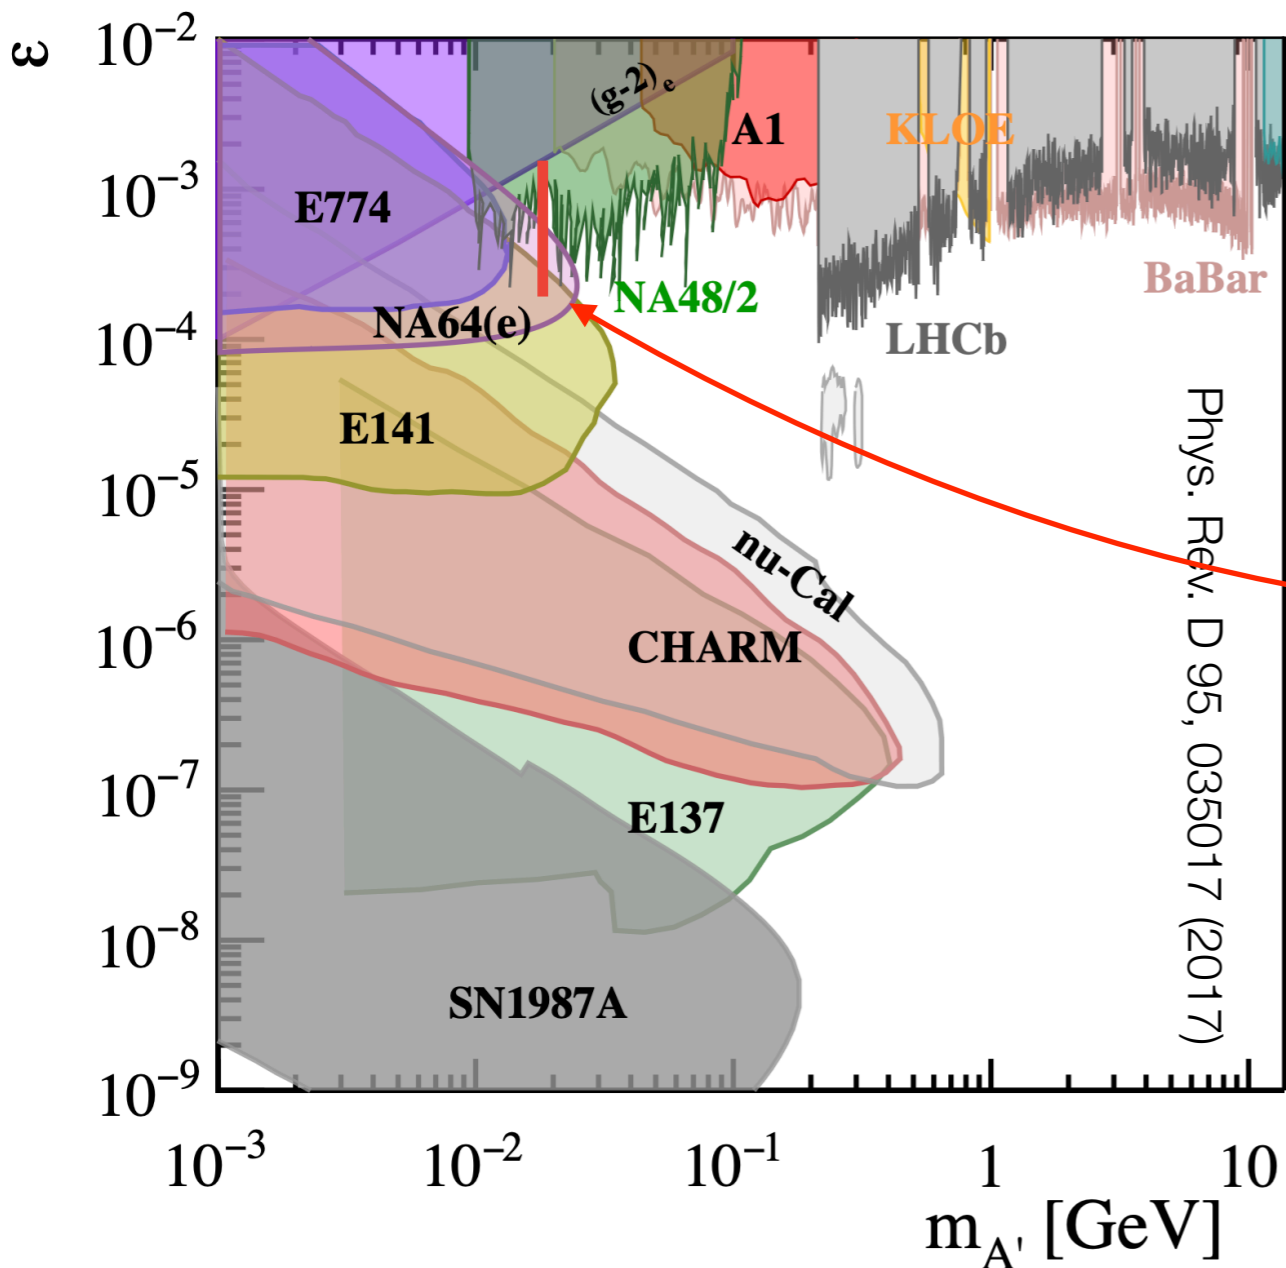 ε
10⁻²
10⁻³
10⁻⁴
10⁻⁵
10⁻⁶
10⁻⁷
10⁻⁸
10⁻⁹
(g-2)ₑ
A1
KLOE
E774
NA48/2
BaBar
NA64(e)
LHCb
E141
nu-Cal
CHARM
E137
SN1987A
Phys. Rev. D 95, 035017 (2017)
10⁻³ 10⁻² 10⁻¹ 1 10
m_A' [GeV]